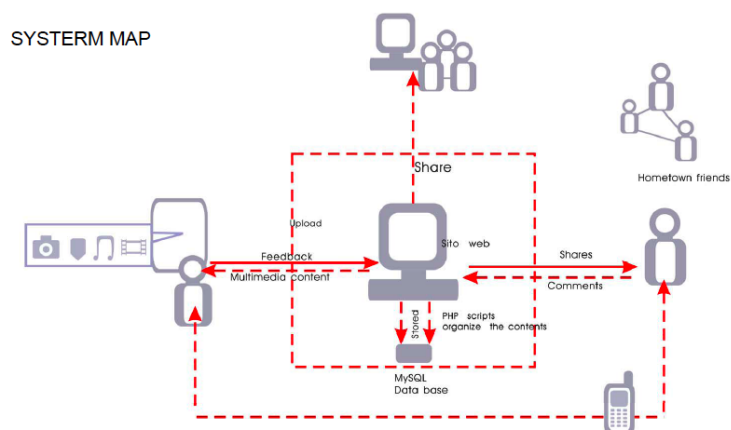 SYSTERM MAP
Share
Hometown friends
Upload
Sito web
Feedback
Shares
Multimedia content
Comments
Stored
PHP scripts
organize the contents
MySQL
Data base